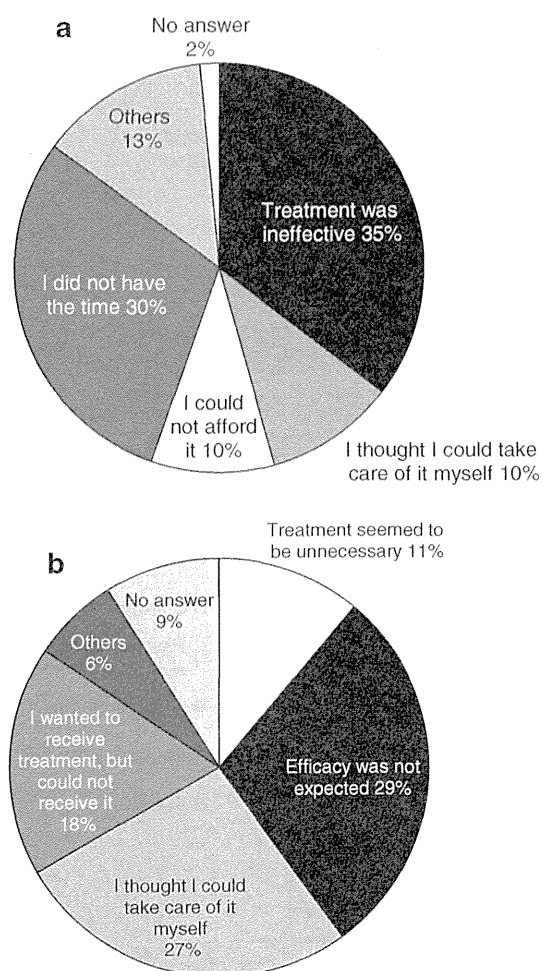 a
No answer
2%
Others
13%
Treatment was
ineffective 35%
I did not have
the time 30%
I could
not afford
it 10%
I thought I could take
care of it myself 10%
b
Treatment seemed to
be unnecessary 11%
No answer
9%
Others
6%
I wanted to
receive
treatment, but
could not
receive it
18%
Efficacy was not
expected 29%
I thought I could
take care of it
myself
27%